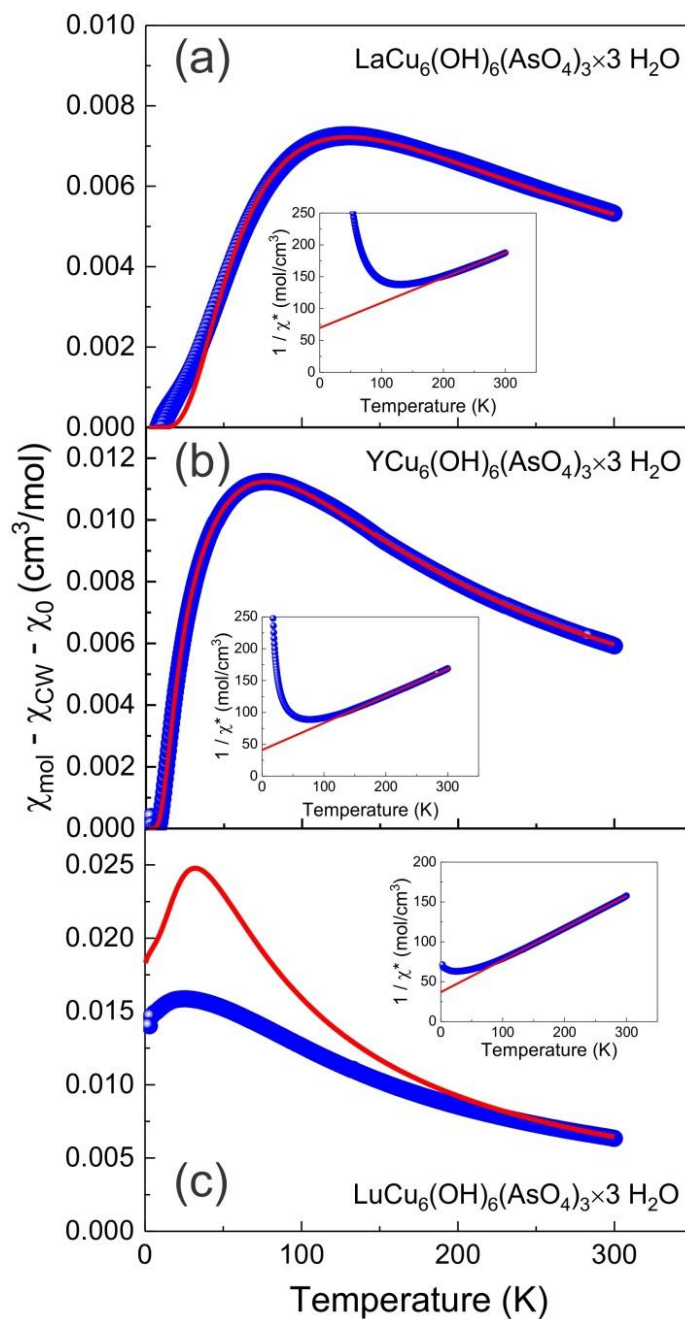 0.010
(a)
LaCu6(OH)6(AsO4)3×3 H2O
0.008
0.006
0.004
0.002
0.000
250
200
150
100
50
0
1 / χ* (mol/cm3)
0 100 200 300
Temperature (K)
χmol - χCW - χ0 (cm3/mol)
0.012
(b)
YCu6(OH)6(AsO4)3×3 H2O
0.010
0.008
0.006
0.004
0.002
0.000
250
200
150
100
50
0
1 / χ* (mol/cm3)
0 100 200 300
Temperature (K)
0.025
0.020
0.015
0.010
0.005
0.000
200
150
100
50
0
1 / χ* (mol/cm3)
0 100 200 300
Temperature (K)
(c)
LuCu6(OH)6(AsO4)3×3 H2O
0 100 200 300
Temperature (K)